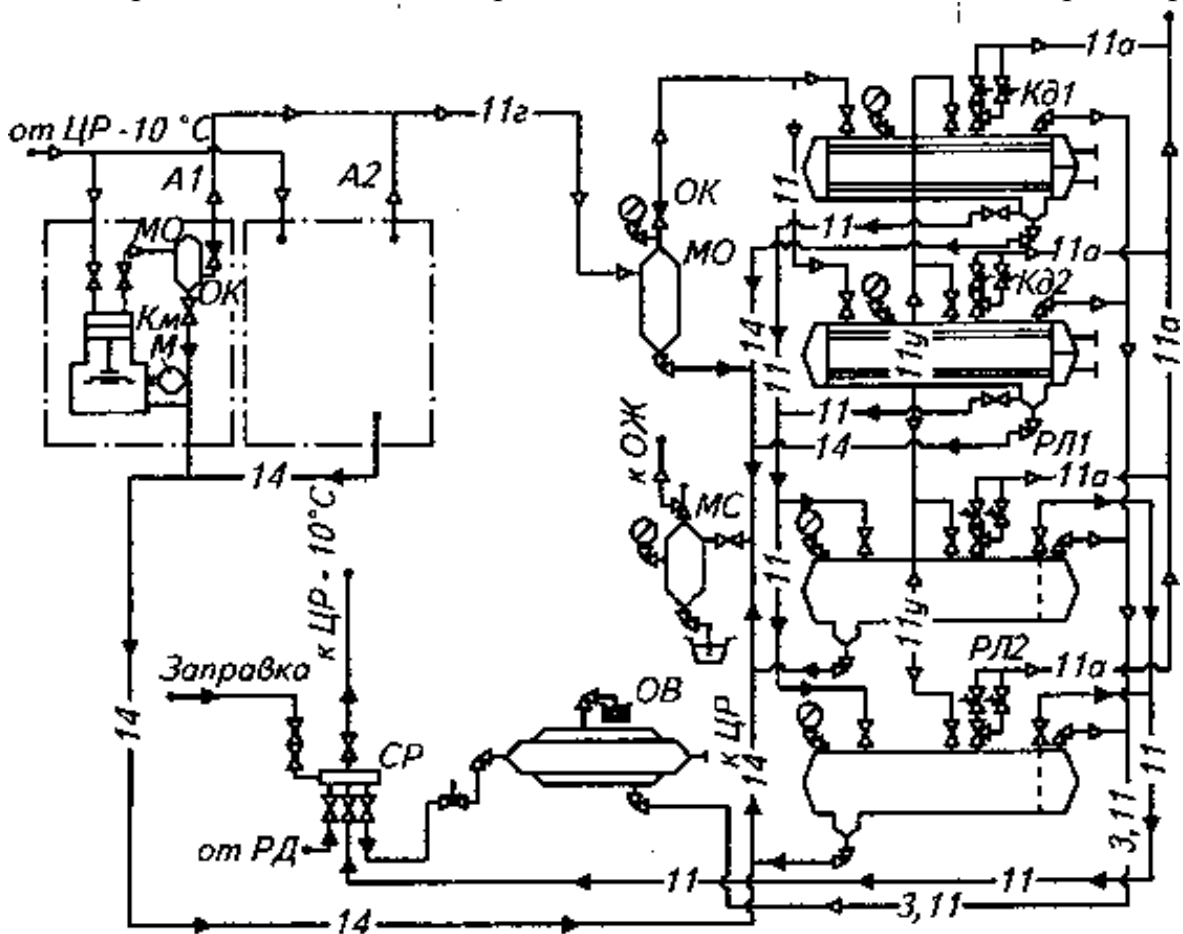 11а
Кд1
от ЦР -10 °С
11г
А1
А2
11
ОК
МО
МО
11
11а
ОК
Кд2
Км
М
14
11
11у
11а
11
к ОЖ
14
РЛ1
14
11а
МС
к ЦР - 10°С
11
11у
Заправка
РЛ2
11а
14
ОВ
к ЦР
14
СР
11
3,11
от РД
11
11
14
3,11